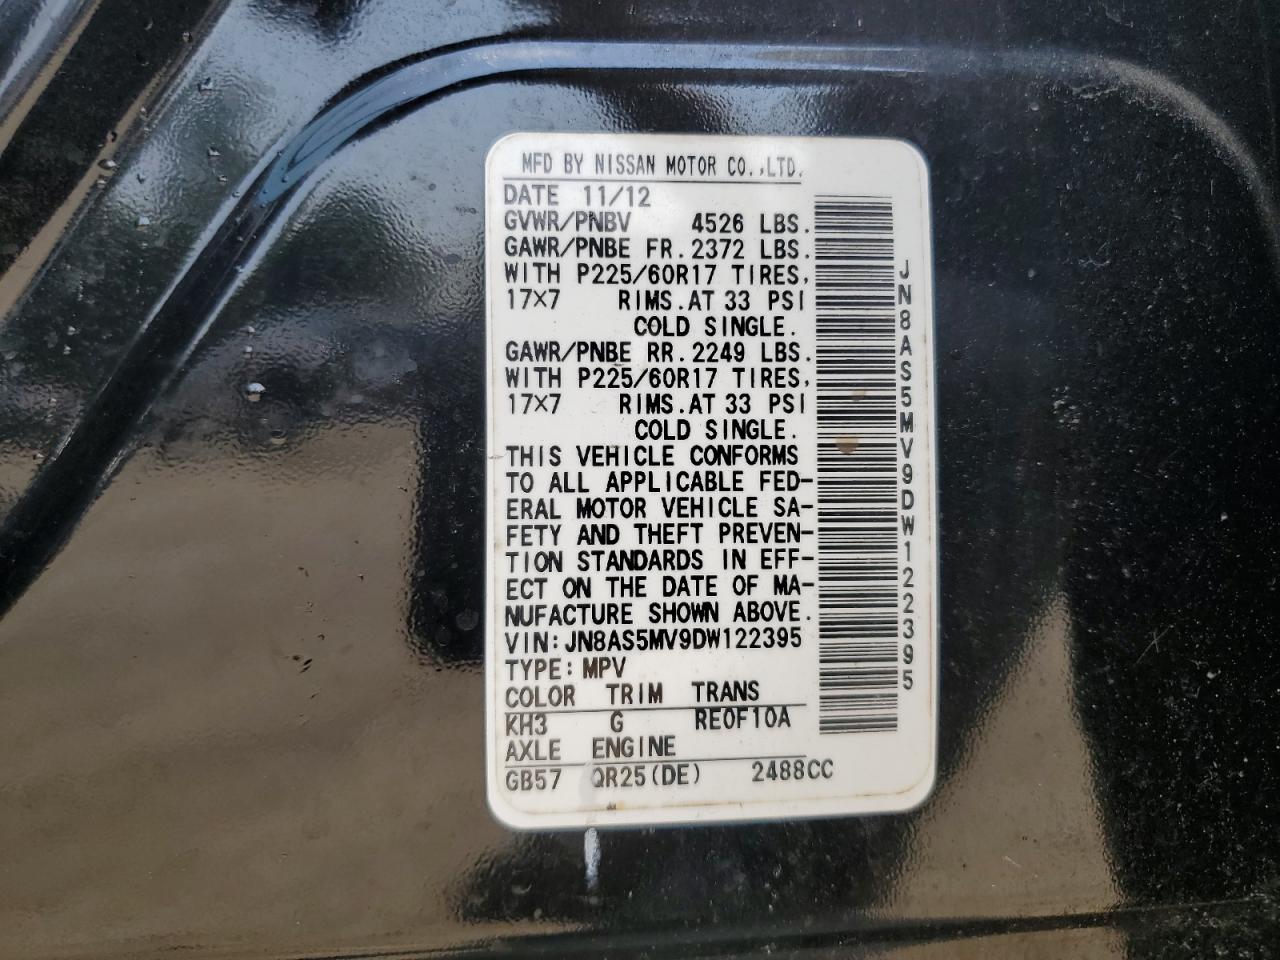 MFD BY NISSAN MOTOR CO.,LTD.
DATE 11/12
GVWR/PNBV 4526 LBS.
GAWR/PNBE FR.2372 LBS.
WITH P225/60R17 TIRES,
17×7 RIMS.AT 33 PSI
COLD SINGLE.
GAWR/PNBE RR.2249 LBS.
WITH P225/60R17 TIRES,
17×7 RIMS.AT 33 PSI
COLD SINGLE.
THIS VEHICLE CONFORMS
TO ALL APPLICABLE FED-
ERAL MOTOR VEHICLE SA-
FETY AND THEFT PREVEN-
TION STANDARDS IN EFF-
ECT ON THE DATE OF MA-
NUFACTURE SHOWN ABOVE.
VIN:JN8AS5MV9DW122395
TYPE:MPV
COLOR TRIM TRANS
KH3 G RE0F10A
AXLE ENGINE
GB57 QR25(DE) 2488CC
JN8AS5MV9DW122395